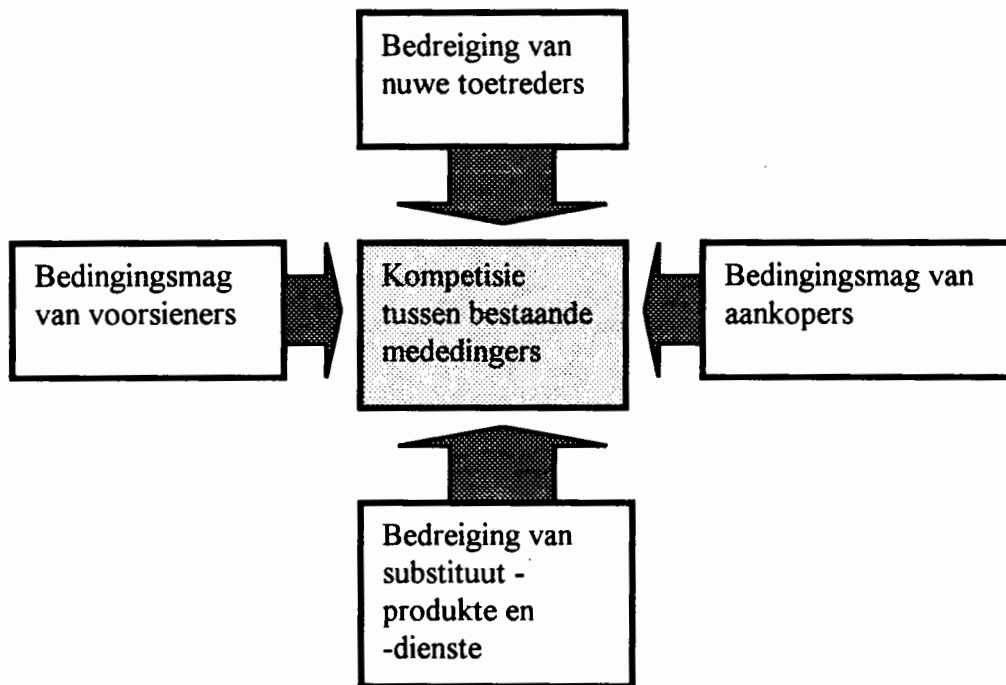 Bedreiging van
nuwe toetreders
Bedingingsmag
van voorsieners
Kompetisie
tussen bestaande
mededingers
Bedingingsmag van
aankopers
Bedreiging van
substituut -
produkte en
-dienste